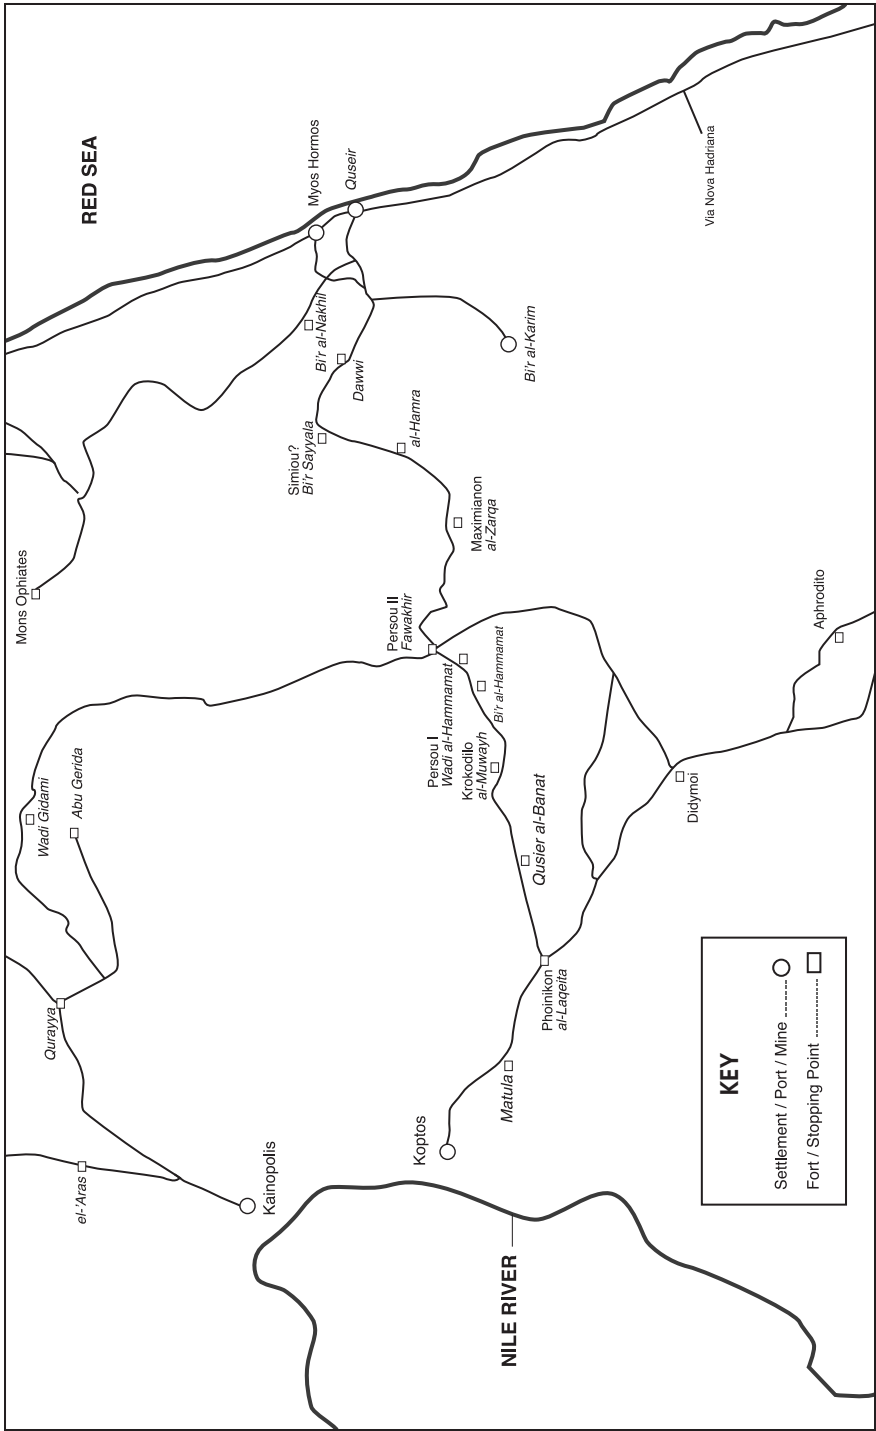 Mons Ophiates
RED SEA
Wadi Gidami
Abu Gerida
Qurayya
el-'Aras
Kainopolis
Simiou?
Bi'r Sayyala
Bi'r al-Nakhil
Myos Hormos
Quseir
Dawwi
al-Hamra
Persou II
Fawakhir
Koptos
Persou I
Wadi al-Hammamat
Krokodilo
al-Muwayh
Maximianon
al-Zarqa
Bi'r al-Hammamat
NILE RIVER
Matula
Qusier al-Banat
Bi'r al-Karim
Phoinikon
al-Laqeita
Didymoi
Via Nova Hadriana
Aphrodito
KEY
Settlement / Port / Mine
Fort / Stopping Point